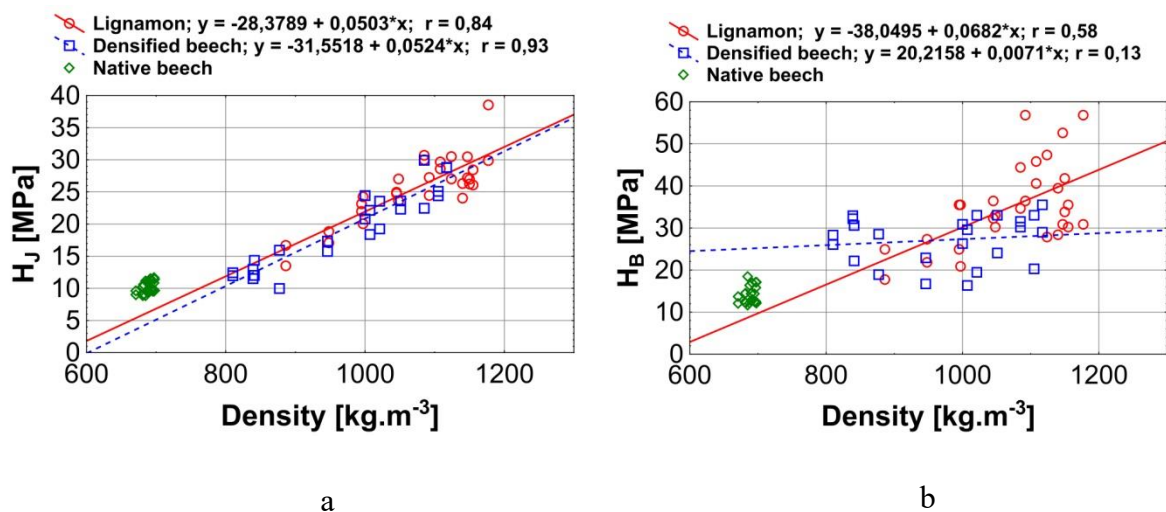 Lignamon; y = -28,3789 + 0,0503*x; r = 0,84
Densified beech; y = -31,5518 + 0,0524*x; r = 0,93
Native beech
40
35
30
25
20
15
10
5
0
H_J [MPa]
600
800
1000
1200
Density [kg.m⁻³]
a
Lignamon; y = -38,0495 + 0,0682*x; r = 0,58
Densified beech; y = 20,2158 + 0,0071*x; r = 0,13
Native beech
60
50
40
30
20
10
0
H_B [MPa]
600
800
1000
1200
Density [kg.m⁻³]
b